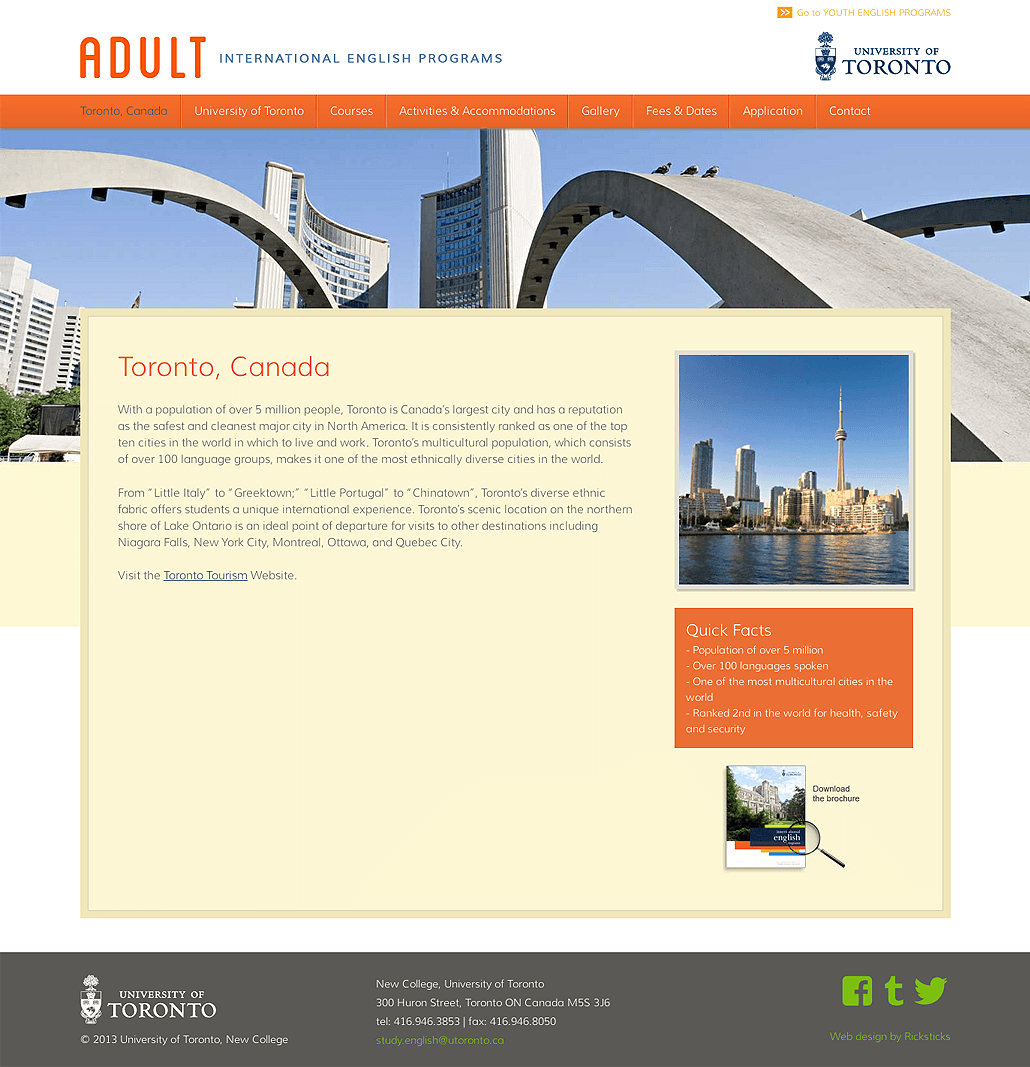 Go to YOUTH ENGLISH PROGRAMS
ADULT INTERNATIONAL ENGLISH PROGRAMS
UNIVERSITY OF
TORONTO
Toronto, Canada
University of Toronto
Courses
Activities & Accommodations
Gallery
Fees & Dates
Application
Contact
Toronto, Canada
With a population of over 5 million people, Toronto is Canada's largest city and has a reputation
as the safest and cleanest major city in North America. It is consistently ranked as one of the top
ten cities in the world in which to live and work. Toronto's multicultural population, which consists
of over 100 language groups, makes it one of the most ethnically diverse cities in the world.
From "Little Italy" to "Greektown;" "Little Portugal" to "Chinatown", Toronto's diverse ethnic
fabric offers students a unique international experience. Toronto's scenic location on the northern
shore of Lake Ontario is an ideal point of departure for visits to other destinations including
Niagara Falls, New York City, Montreal, Ottawa, and Quebec City.
Visit the Toronto Tourism Website.
Quick Facts
- Population of over 5 million
- Over 100 languages spoken
- One of the most multicultural cities in the
world
- Ranked 2nd in the world for health, safety
and security
TORONTO
international
english
programs
Download
the brochure
UNIVERSITY OF
TORONTO
© 2013 University of Toronto, New College
New College, University of Toronto
300 Huron Street, Toronto ON Canada M5S 3J6
tel: 416.946.3853 | fax: 416.946.8050
study.english@utoronto.ca
Web design by Ricksticks